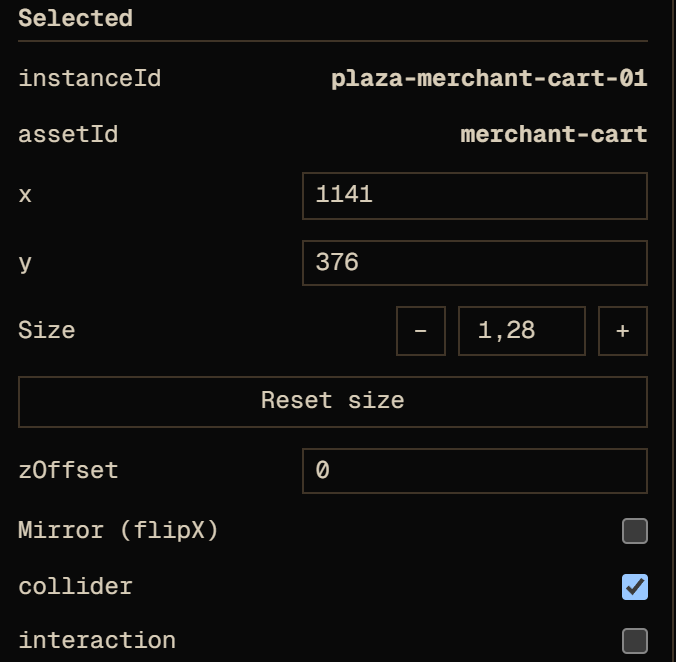 Selected
instanceId plaza-merchant-cart-01
assetId merchant-cart
x 1141
y 376
Size − 1,28 +
Reset size
zOffset 0
Mirror (flipX)
collider
interaction